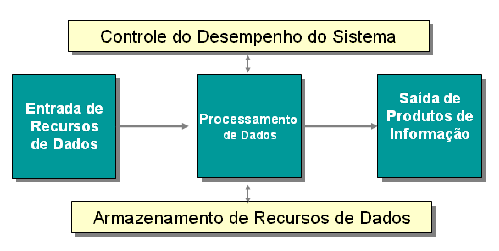 Controle do Desempenho do Sistema
Entrada de
Recursos
de Dados
Processamento
de Dados
Saída de
Produtos de
Informação
Armazenamento de Recursos de Dados